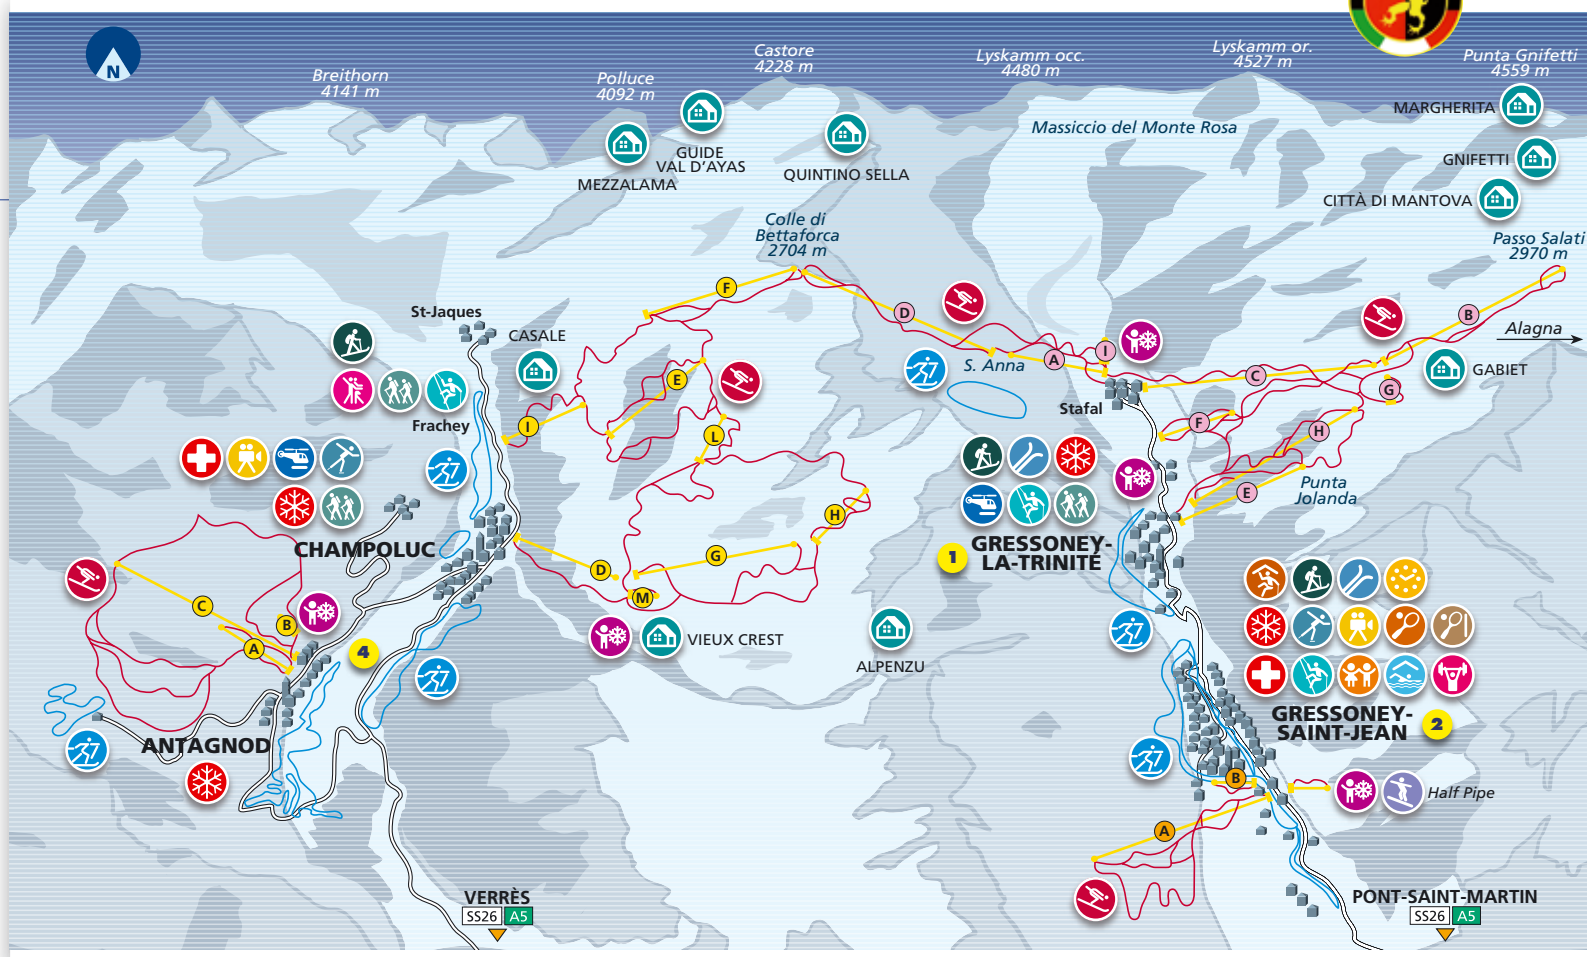 N
Breithorn
4141 m
Polluce
4092 m
Castore
4228 m
Lyskamm occ.
4480 m
Lyskamm or.
4527 m
Punta Gnifetti
4559 m
MARGHERITA
Massiccio del Monte Rosa
GUIDE
VAL D'AYAS
MEZZALAMA
QUINTINO SELLA
GNIFETTI
CITTÀ DI MANTOVA
Colle di
Bettaforca
2704 m
Passo Salati
2970 m
St-Jaques
CASALE
F
D
B
Alagna
I
A
S. Anna
C
GABIET
E
G
Stafal
Frachey
I
L
F
H
Punta
Jolanda
E
H
CHAMPOLUC
G
D
M
1
GRESSONEY-
LA-TRINITÉ
C
B
A
4
VIEUX CREST
ALPENZU
ANTAGNOD
GRESSONEY-
SAINT-JEAN
2
B
Half Pipe
A
VERRÈS
SS26
A5
PONT-SAINT-MARTIN
SS26
A5